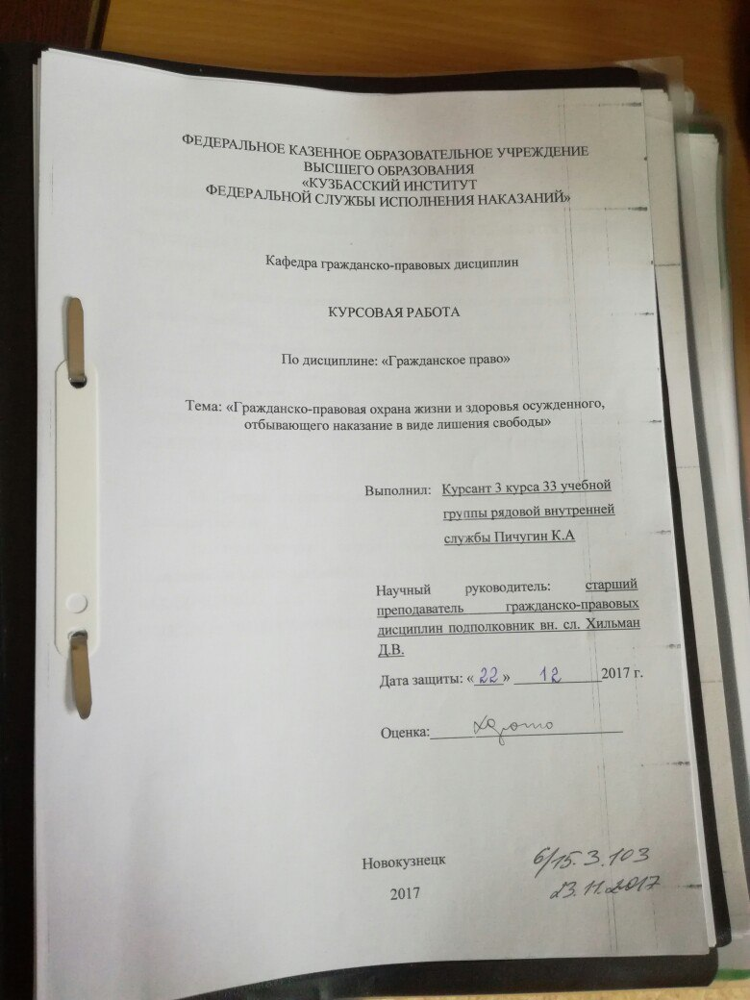 ФЕДЕРАЛЬНОЕ КАЗЕННОЕ ОБРАЗОВАТЕЛЬНОЕ УЧРЕЖДЕНИЕ
ВЫСШЕГО ОБРАЗОВАНИЯ
«КУЗБАССКИЙ ИНСТИТУТ
ФЕДЕРАЛЬНОЙ СЛУЖБЫ ИСПОЛНЕНИЯ НАКАЗАНИЙ»
Кафедра гражданско-правовых дисциплин
КУРСОВАЯ РАБОТА
По дисциплине: «Гражданское право»
Тема: «Гражданско-правовая охрана жизни и здоровья осужденного,
отбывающего наказание в виде лишения свободы»
Выполнил: Курсант 3 курса 33 учебной
группы рядовой внутренней
службы Пичугин К.А
Научный руководитель: старший
преподаватель гражданско-правовых
дисциплин подполковник вн. сл. Хильман
Д.В.
Дата защиты: «22» 12 2017 г.
Оценка: хорошо
Новокузнецк
2017
6/15.3.103
23.11.2017